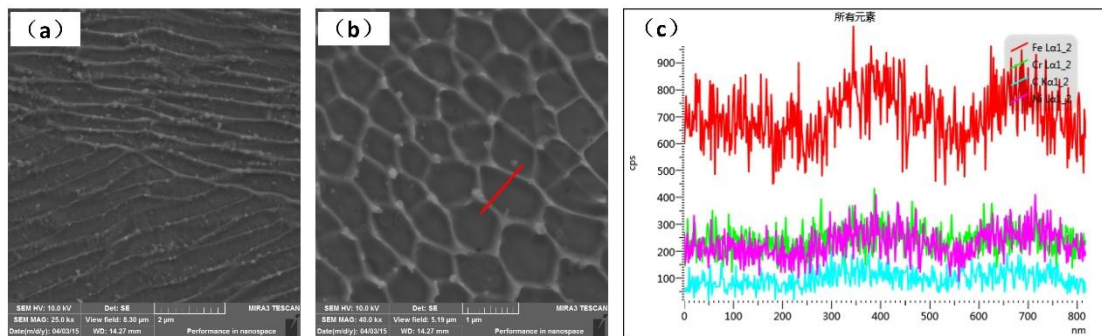 （a）
SEM HV: 10.0 kV Det: SE MIRA3 TESCAN
SEM MAG: 25.0 kx View field: 8.30 μm 2 μm
Date(m/d/y): 04/03/15 WD: 14.27 mm Performance in nanospace
（b）
SEM HV: 10.0 kV Det: SE MIRA3 TESCAN
SEM MAG: 40.0 kx View field: 5.19 μm 1 μm
Date(m/d/y): 04/03/15 WD: 14.27 mm Performance in nanospace
（c）
所有元素
Fe Lα1_2
Cr Lα1_2
C Kα1_2
Ni Lα1_2
cps
900
800
700
600
500
400
300
200
100
0 100 200 300 400 500 600 700 800
nm